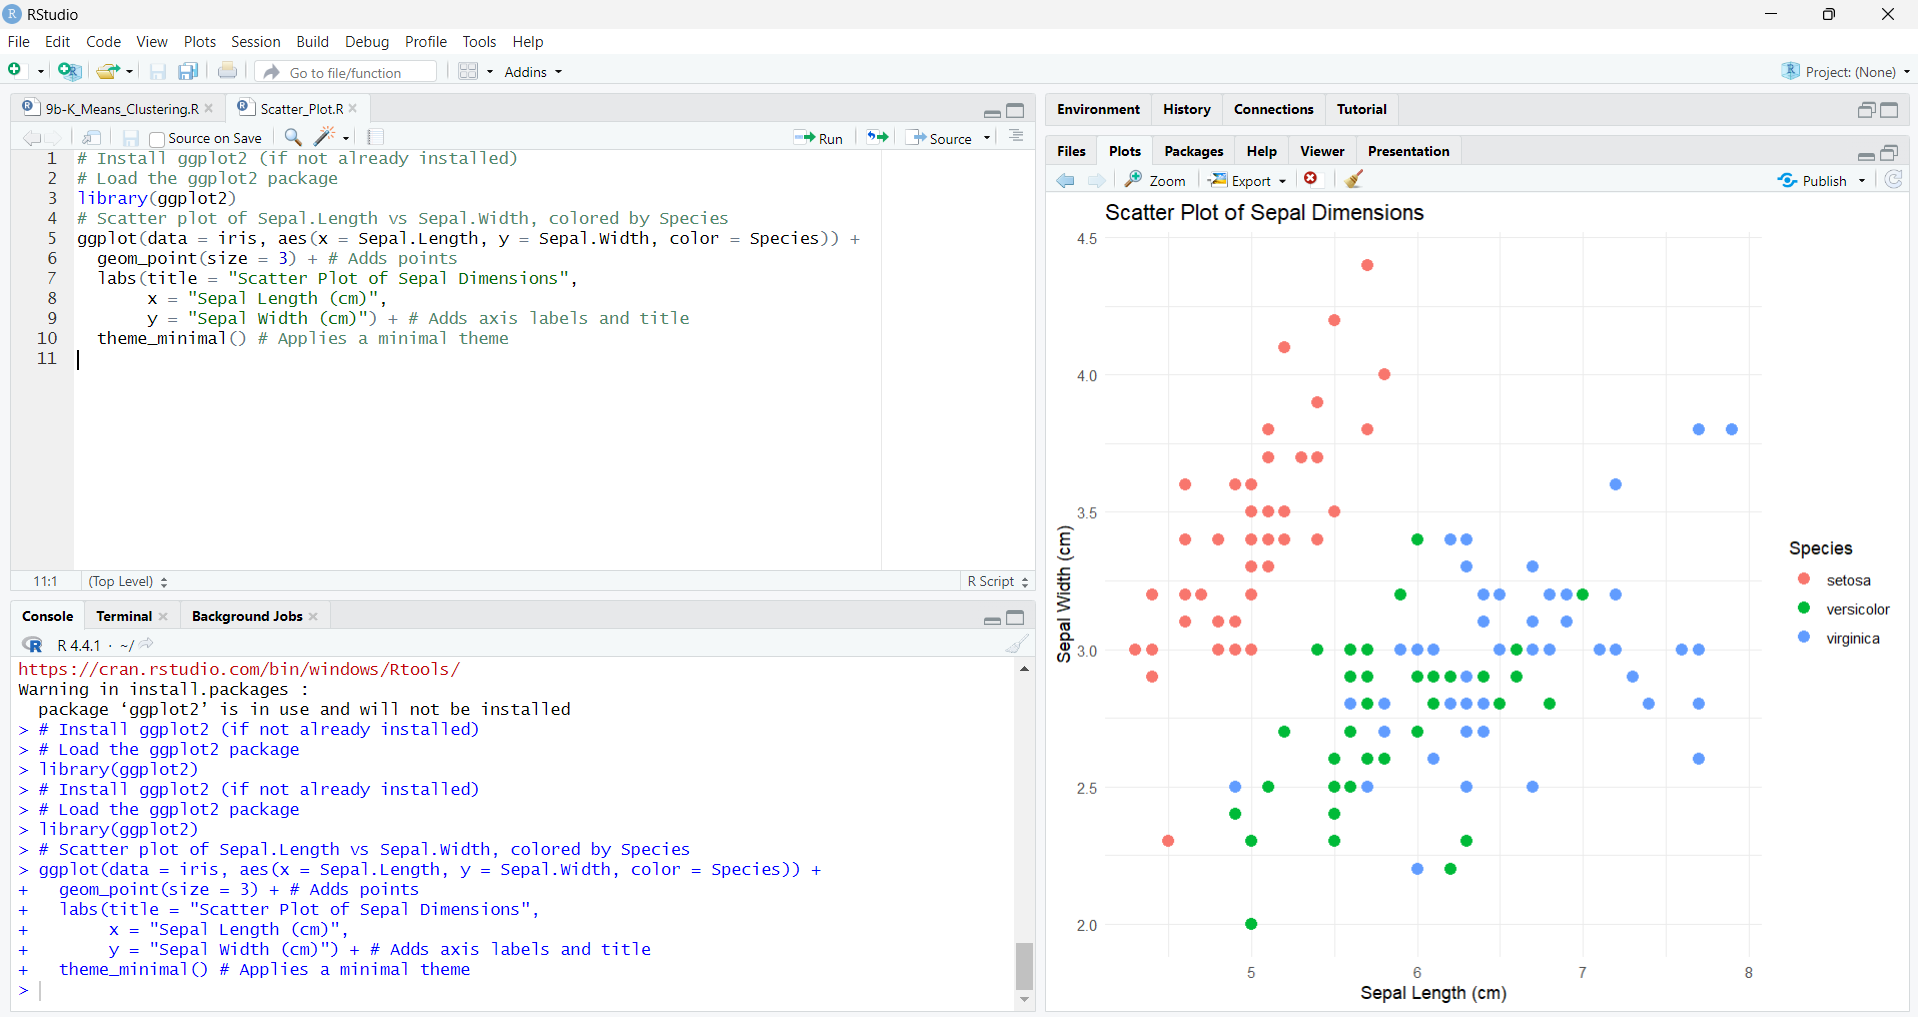 RStudio
File Edit Code View Plots Session Build Debug Profile Tools Help
Go to file/function Addins Project: (None)
9b-K_Means_Clustering.R Scatter_Plot.R
Source on Save Run Source
1 # Install ggplot2 (if not already installed)
2 # Load the ggplot2 package
3 library(ggplot2)
4 # Scatter plot of Sepal.Length vs Sepal.Width, colored by Species
5 ggplot(data = iris, aes(x = Sepal.Length, y = Sepal.Width, color = Species)) +
6 geom_point(size = 3) + # Adds points
7 labs(title = "Scatter Plot of Sepal Dimensions",
8 x = "Sepal Length (cm)",
9 y = "Sepal Width (cm)") + # Adds axis labels and title
10 theme_minimal() # Applies a minimal theme
11
11:1 (Top Level) R Script
Console Terminal Background Jobs
R R 4.4.1 · ~/
https://cran.rstudio.com/bin/windows/Rtools/
Warning in install.packages :
package ‘ggplot2’ is in use and will not be installed
> # Install ggplot2 (if not already installed)
> # Load the ggplot2 package
> library(ggplot2)
> # Install ggplot2 (if not already installed)
> # Load the ggplot2 package
> library(ggplot2)
> # Scatter plot of Sepal.Length vs Sepal.Width, colored by Species
> ggplot(data = iris, aes(x = Sepal.Length, y = Sepal.Width, color = Species)) +
+ geom_point(size = 3) + # Adds points
+ labs(title = "Scatter Plot of Sepal Dimensions",
+ x = "Sepal Length (cm)",
+ y = "Sepal Width (cm)") + # Adds axis labels and title
+ theme_minimal() # Applies a minimal theme
>
Environment History Connections Tutorial
Files Plots Packages Help Viewer Presentation
Zoom Export Publish
Scatter Plot of Sepal Dimensions
4.5
4.0
3.5
3.0
2.5
2.0
Sepal Width (cm)
5 6 7 8
Sepal Length (cm)
Species
setosa
versicolor
virginica